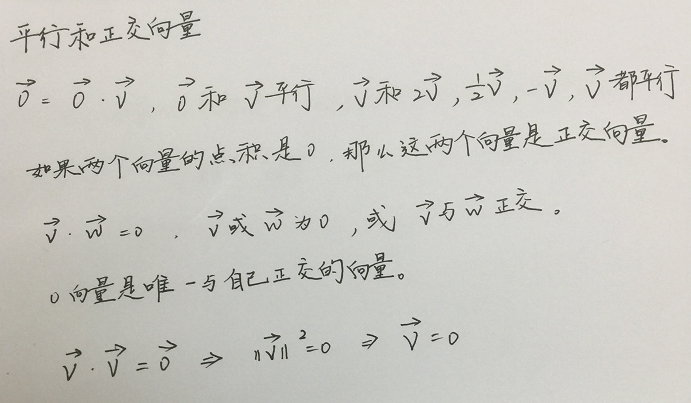 平行和正交向量
$\vec{0} = \vec{0} \cdot \vec{v}$ , $\vec{0}$ 和 $\vec{v}$ 平行 , $\vec{v}$ 和 $2\vec{v}$ , $\frac{1}{2}\vec{v}$ , $-\vec{v}$ , $\vec{v}$ 都平行
如果两个向量的点积是0，那么这两个向量是正交向量。
$\vec{v} \cdot \vec{w} = 0$ . $\vec{v}$ 或 $\vec{w}$ 为0，或 $\vec{v}$ 与 $\vec{w}$ 正交。
0向量是唯一与自己正交的向量。
$\vec{v} \cdot \vec{v} = \vec{0} \Rightarrow \|\vec{v}\|^2 = 0 \Rightarrow \vec{v} = 0$